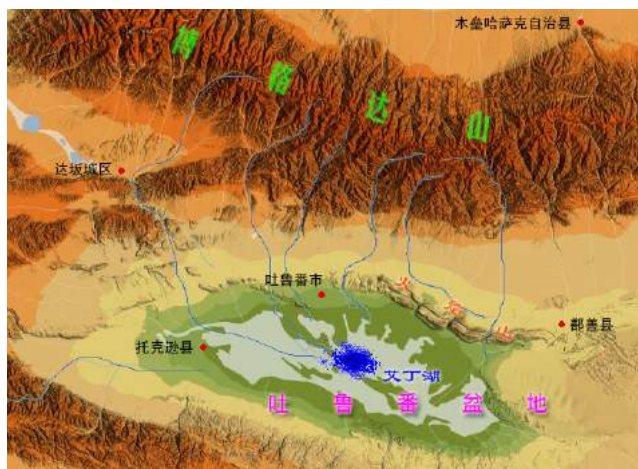 木垒哈萨克自治县
博格达山
达坂城区
吐鲁番市
火焰山
鄯善县
托克逊县
艾丁湖
吐鲁番盆地